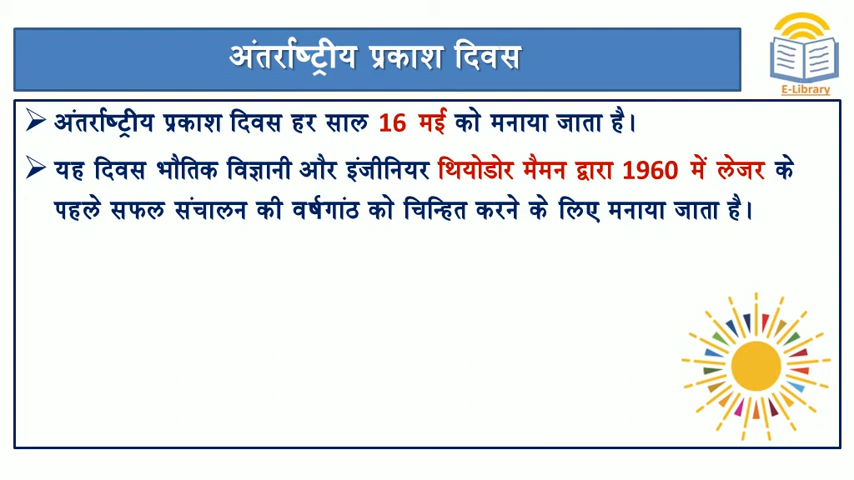 अंतर्राष्ट्रीय प्रकाश दिवस
E-Library
अंतर्राष्ट्रीय प्रकाश दिवस हर साल 16 मई को मनाया जाता है।
यह दिवस भौतिक विज्ञानी और इंजीनियर थियोडोर मैमन द्वारा 1960 में लेजर के
पहले सफल संचालन की वर्षगांठ को चिन्हित करने के लिए मनाया जाता है।